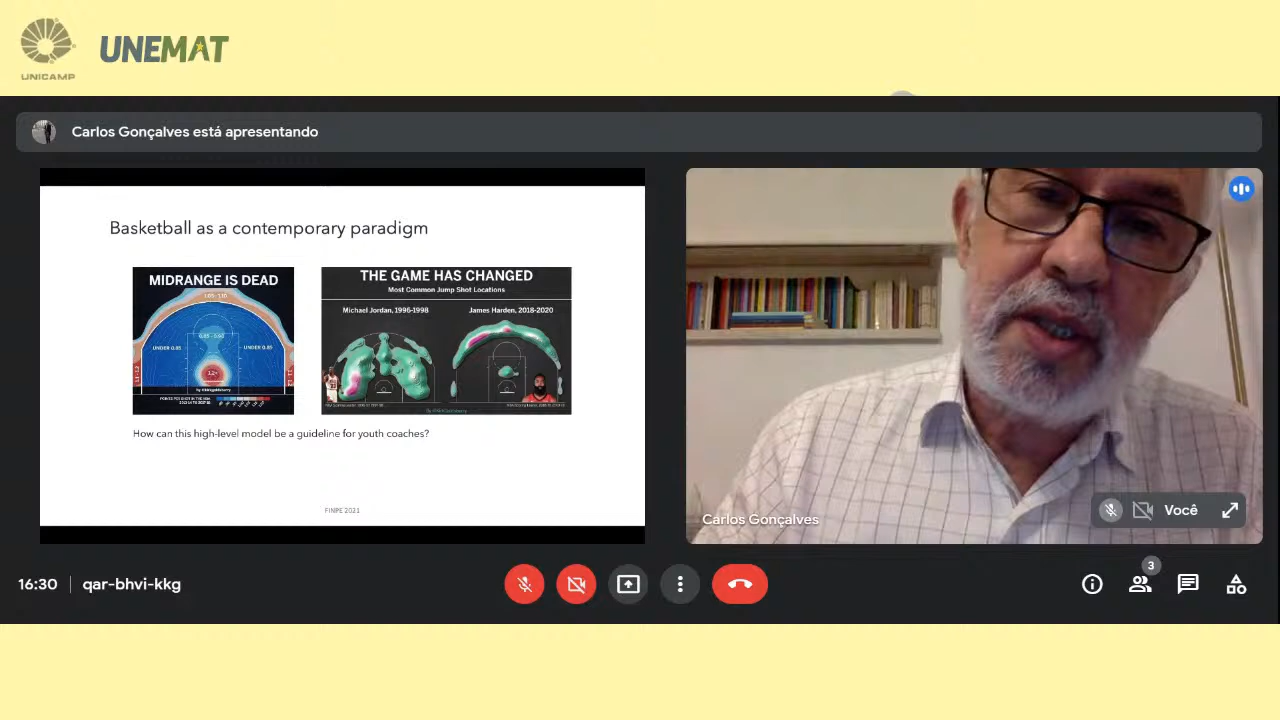 UNICAMP
UNEMAT
Carlos Gonçalves está apresentando
Basketball as a contemporary paradigm
MIDRANGE IS DEAD
UNDER 0.85
UNDER 0.85
1.2+
THE GAME HAS CHANGED
Most Common Jump Shot Locations
Michael Jordan, 1996-1998
James Harden, 2018-2020
How can this high-level model be a guideline for youth coaches?
FINPE 2021
Carlos Gonçalves
Você
16:30
qar-bhvi-kkg
3